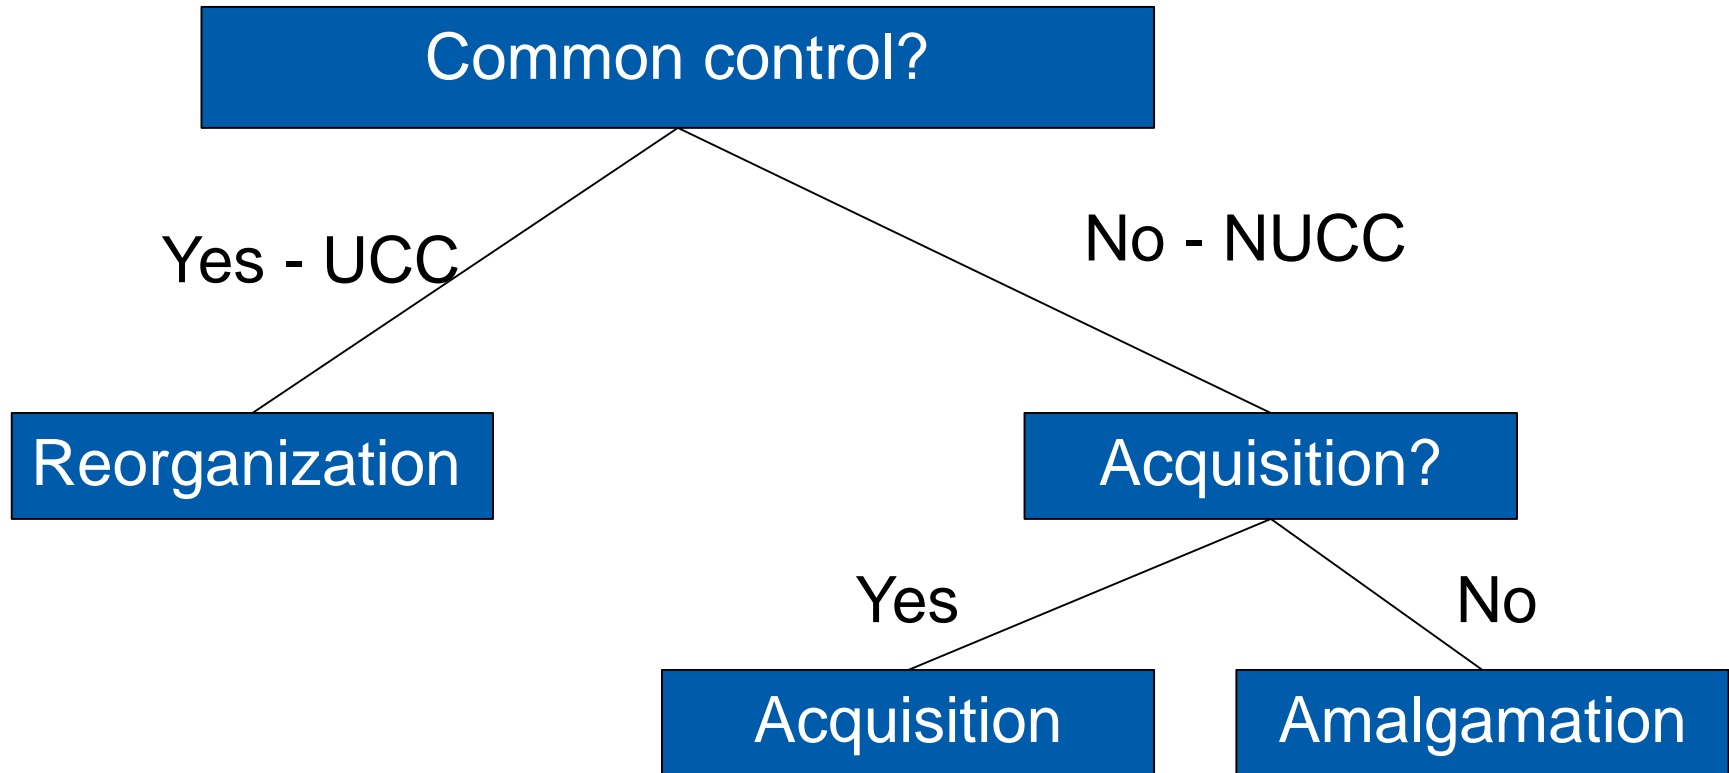 Common control?
Yes - UCC
No - NUCC
Reorganization
Acquisition?
Yes
No
Acquisition
Amalgamation